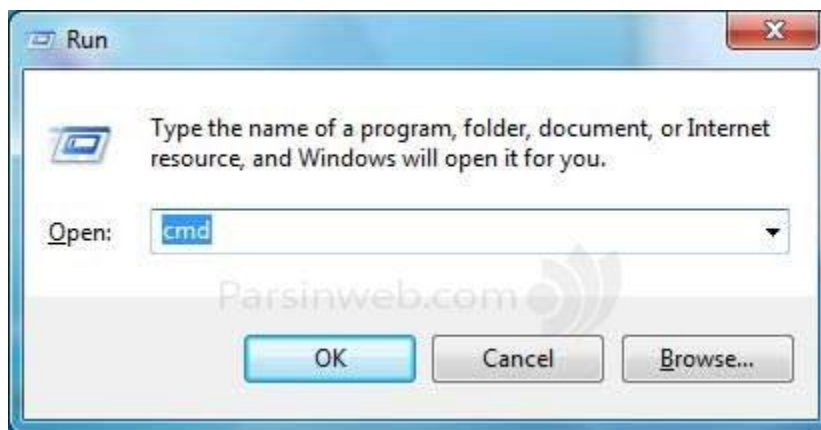 Run
Type the name of a program, folder, document, or Internet
resource, and Windows will open it for you.
Open: cmd
Parsinweb.com
OK Cancel Browse...